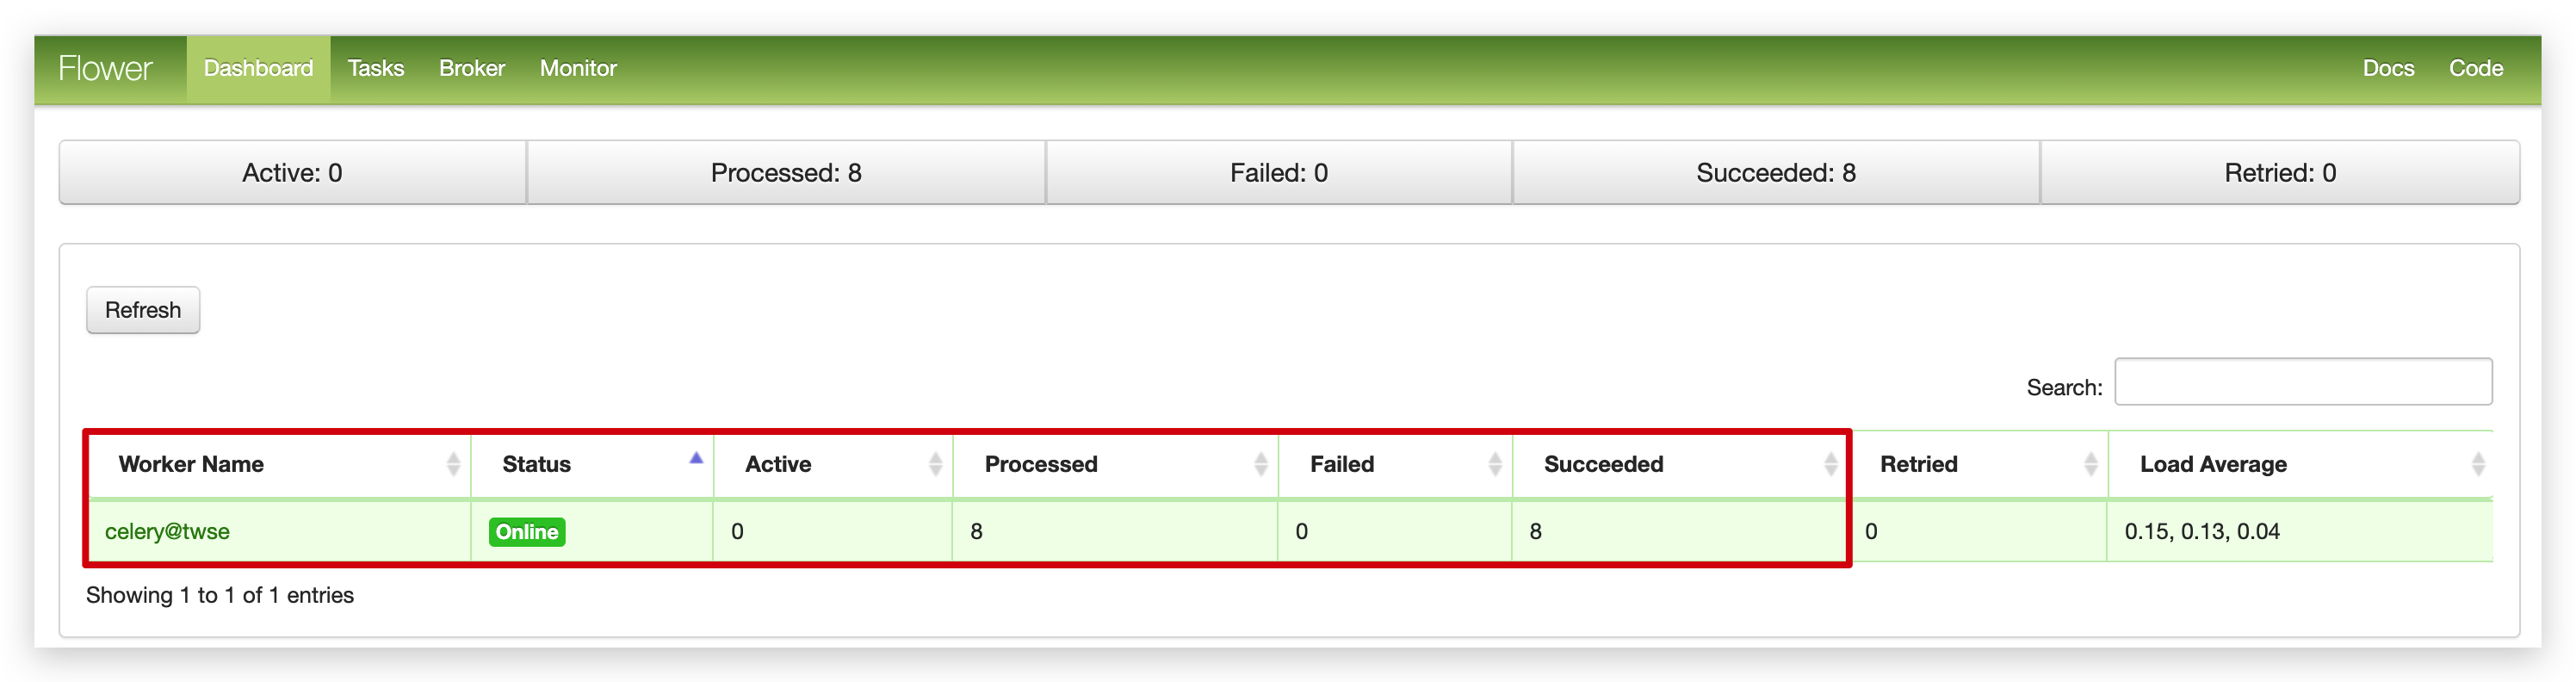 Flower Dashboard Tasks Broker Monitor Docs Code
Active: 0 Processed: 8 Failed: 0 Succeeded: 8 Retried: 0
Refresh
Search:
Worker Name Status Active Processed Failed Succeeded Retried Load Average
celery@twse Online 0 8 0 8 0 0.15, 0.13, 0.04
Showing 1 to 1 of 1 entries